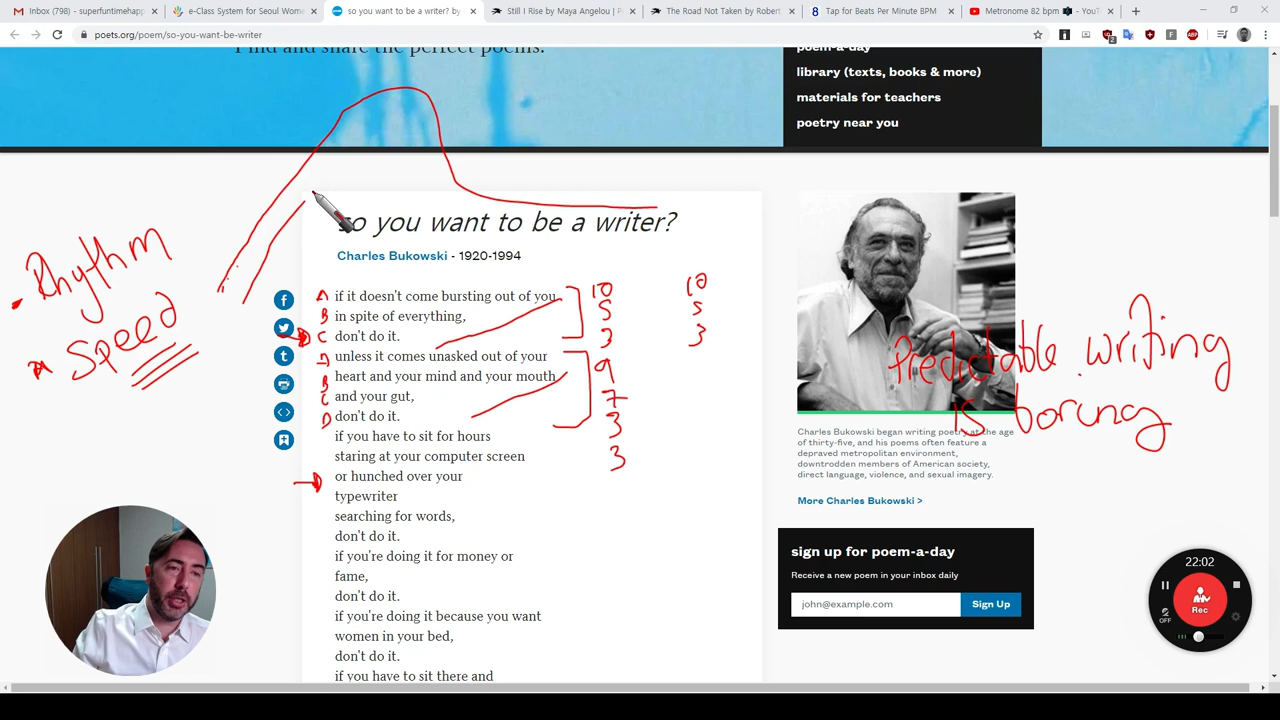 Inbox (798) - superfuntimehapp
e-Class System for Seoul Wome
so you want to be a writer? by
Still I Rise by Maya Angelou | P
The Road Not Taken by Robert
Tap for Beats Per Minute BPM
Metronome 82 bpm - YouT
poets.org/poem/so-you-want-be-writer
Find and share the perfect poems.
poem-a-day
library (texts, books & more)
materials for teachers
poetry near you
so you want to be a writer?
Charles Bukowski - 1920-1994
• Rhythm
Speed
A if it doesn't come bursting out of you 10 10
B in spite of everything, 5 5
C don't do it. 3 3
A unless it comes unasked out of your 9
B heart and your mind and your mouth 7
C and your gut, 3
D don't do it. 3
if you have to sit for hours
staring at your computer screen
or hunched over your
typewriter
searching for words,
don't do it.
if you're doing it for money or
fame,
don't do it.
if you're doing it because you want
women in your bed,
don't do it.
if you have to sit there and
Predictable writing
is boring
Charles Bukowski began writing poetry at the age
of thirty-five, and his poems often feature a
depraved metropolitan environment,
downtrodden members of American society,
direct language, violence, and sexual imagery.
More Charles Bukowski >
sign up for poem-a-day
Receive a new poem in your inbox daily
john@example.com
Sign Up
22:02
Rec
OFF